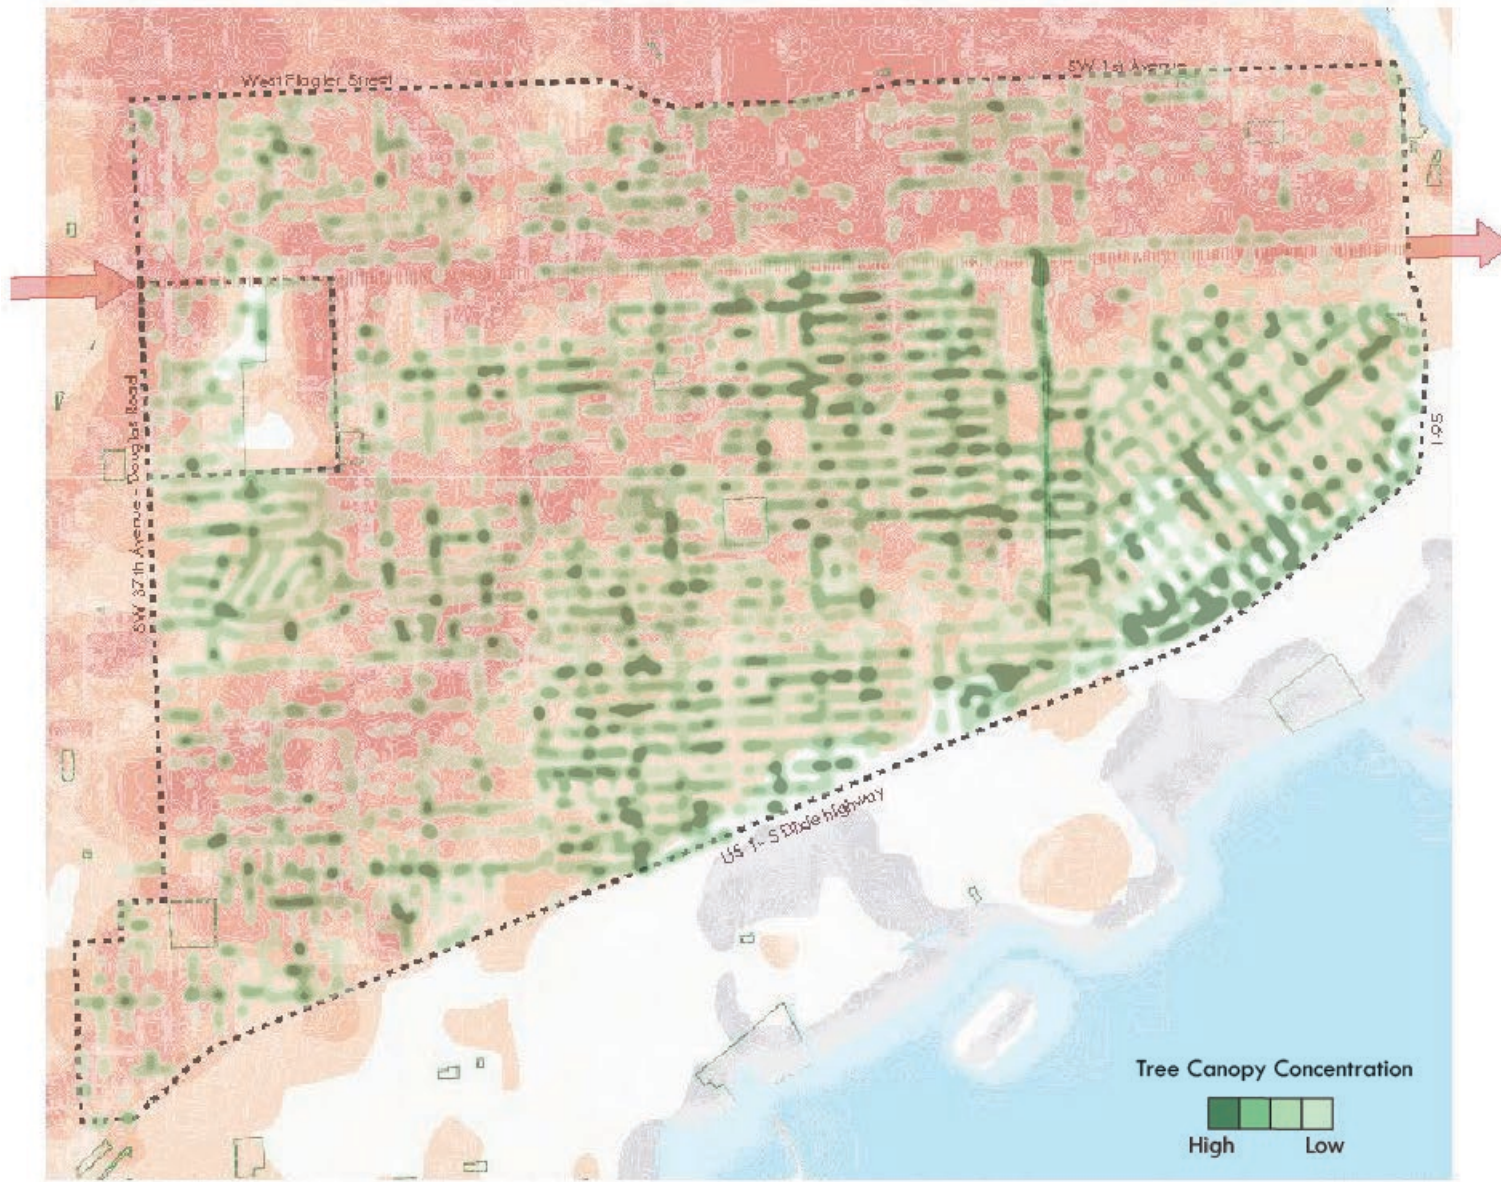 West Flagler Street
SW 1st Avenue
SW 37th Avenue - Douglas Road
I-95
US 1- S Dixie highway
Tree Canopy Concentration
High
Low